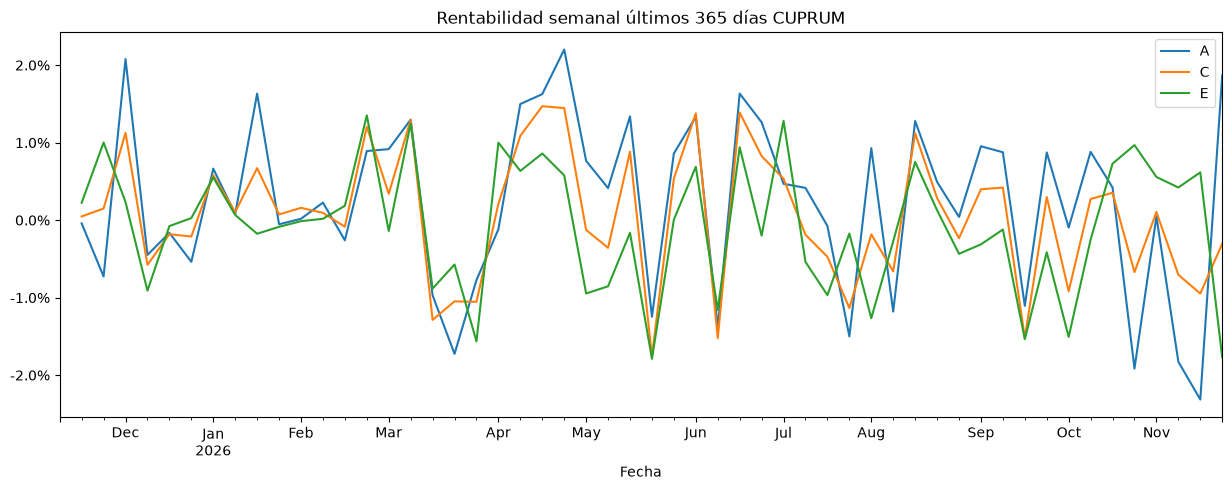 Rentabilidad semanal últimos 365 días CUPRUM
A
C
E
2.0%
1.0%
0.0%
-1.0%
-2.0%
Dec Jan Feb Mar Apr May Jun Jul Aug Sep Oct Nov
2026
Fecha